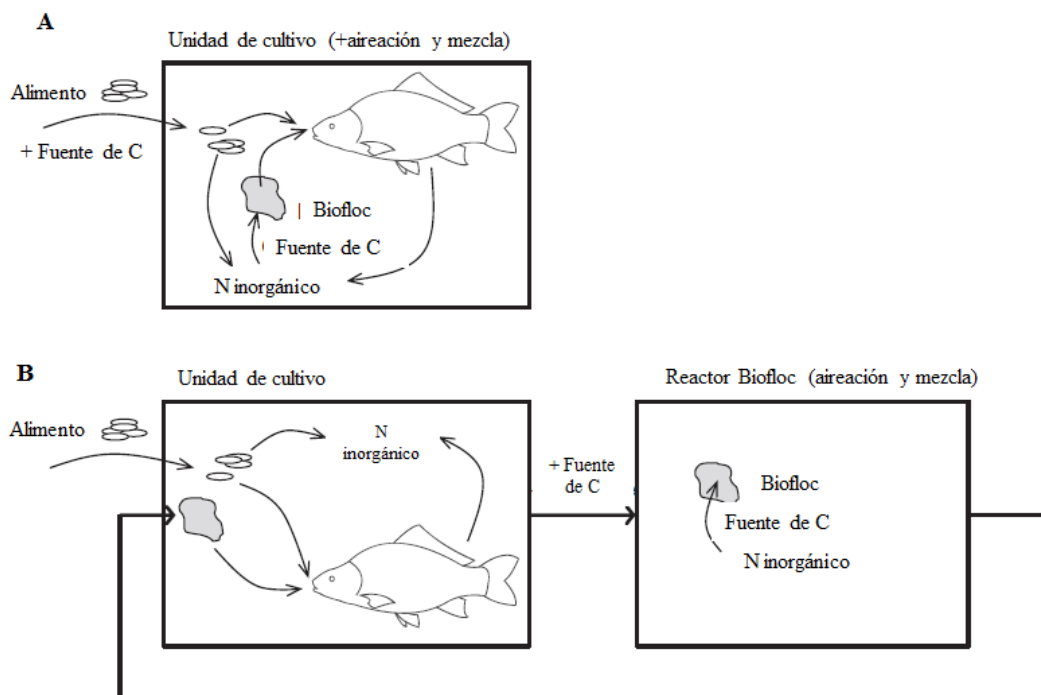 A
Unidad de cultivo (+aireación y mezcla)
Alimento
+ Fuente de C
Biofloc
Fuente de C
N inorgánico
B
Unidad de cultivo
Reactor Biofloc (aireación y mezcla)
Alimento
N
inorgánico
+ Fuente
de C
Biofloc
Fuente de C
N inorgánico